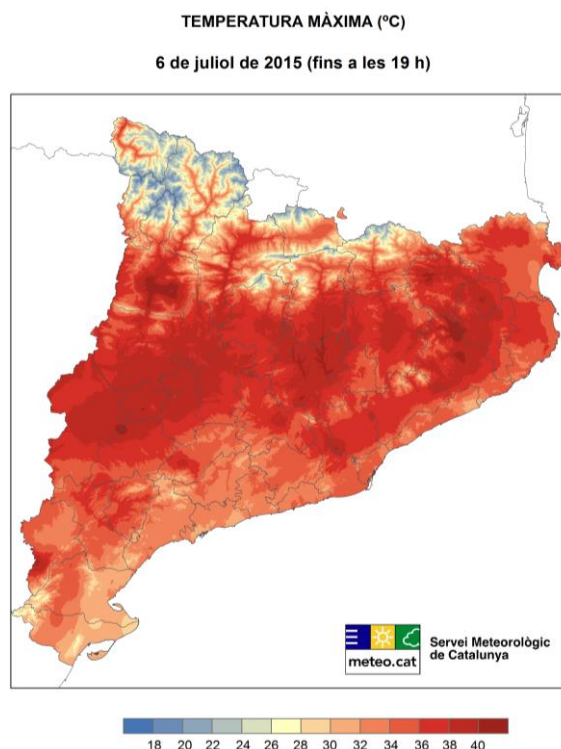 TEMPERATURA MÀXIMA (ºC)
6 de juliol de 2015 (fins a les 19 h)
meteo.cat
Servei Meteorològic
de Catalunya
18 20 22 24 26 28 30 32 34 36 38 40